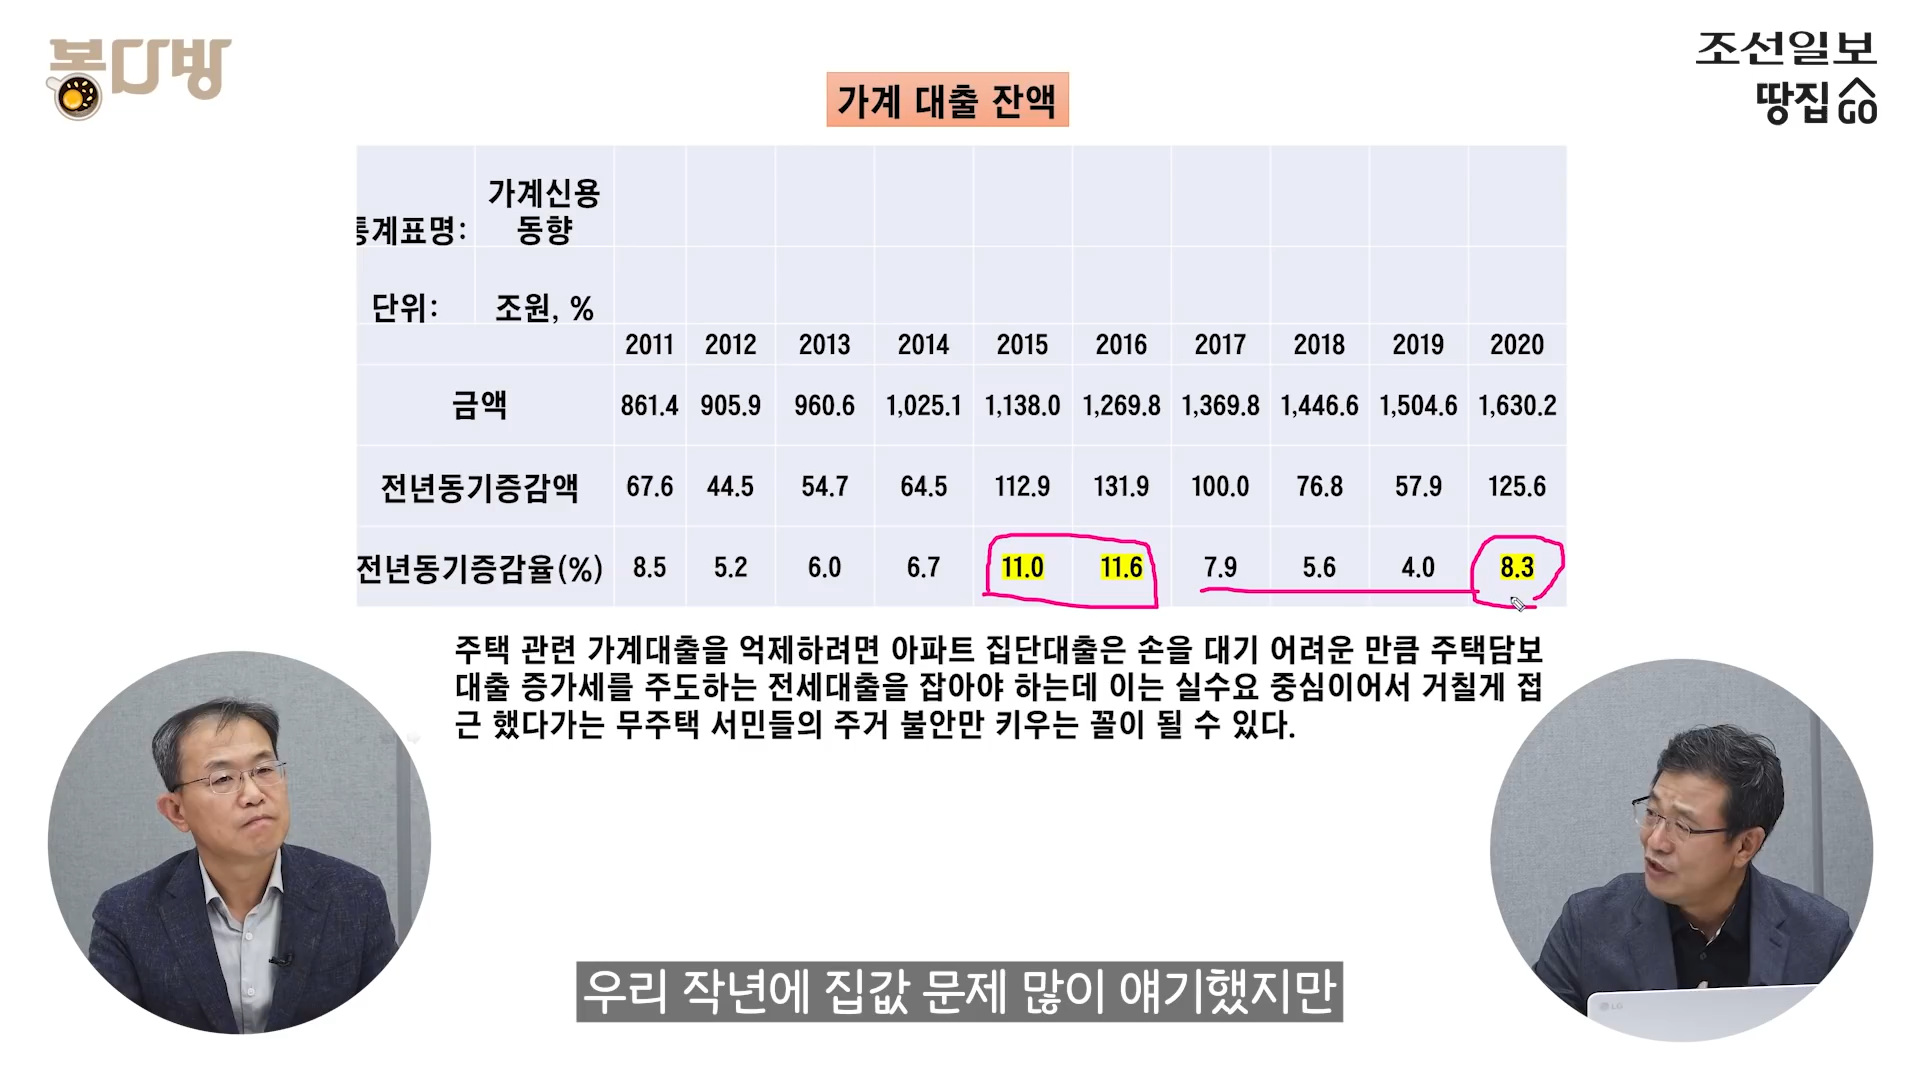 봉다방
조선일보
땅집GO
가계 대출 잔액
통계표명: 가계신용
동향
단위: 조원, %
2011 2012 2013 2014 2015 2016 2017 2018 2019 2020
금액 861.4 905.9 960.6 1,025.1 1,138.0 1,269.8 1,369.8 1,446.6 1,504.6 1,630.2
전년동기증감액 67.6 44.5 54.7 64.5 112.9 131.9 100.0 76.8 57.9 125.6
전년동기증감율(%) 8.5 5.2 6.0 6.7 11.0 11.6 7.9 5.6 4.0 8.3
주택 관련 가계대출을 억제하려면 아파트 집단대출은 손을 대기 어려운 만큼 주택담보
대출 증가세를 주도하는 전세대출을 잡아야 하는데 이는 실수요 중심이어서 거칠게 접
근 했다가는 무주택 서민들의 주거 불안만 키우는 꼴이 될 수 있다.
LG
우리 작년에 집값 문제 많이 얘기했지만